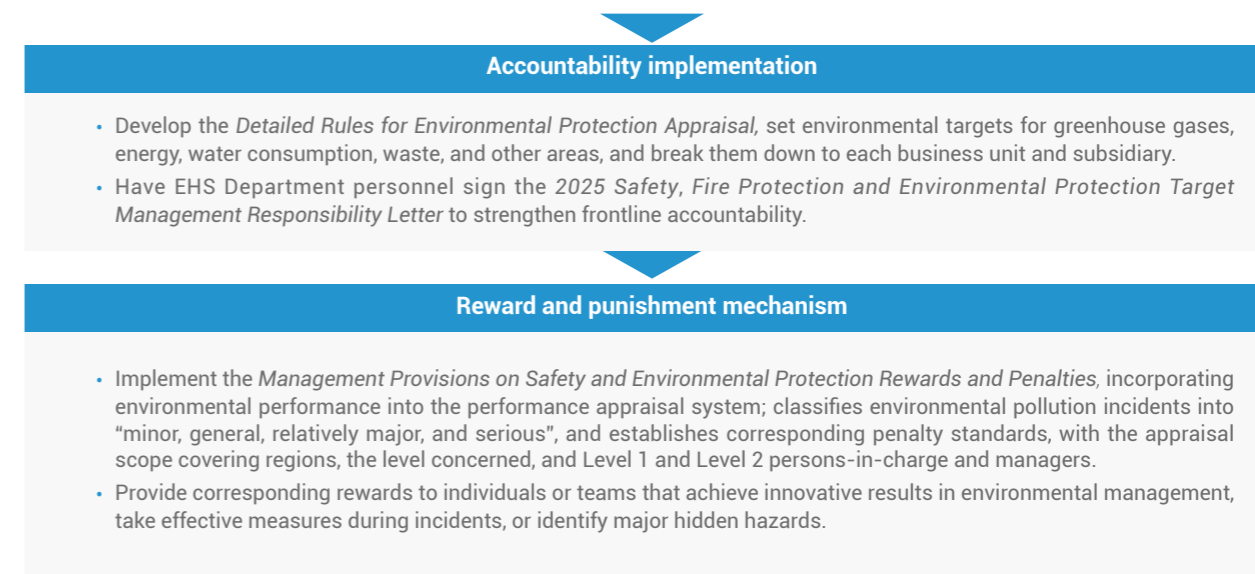 Accountability implementation
• Develop the Detailed Rules for Environmental Protection Appraisal, set environmental targets for greenhouse gases,
energy, water consumption, waste, and other areas, and break them down to each business unit and subsidiary.
• Have EHS Department personnel sign the 2025 Safety, Fire Protection and Environmental Protection Target
Management Responsibility Letter to strengthen frontline accountability.
Reward and punishment mechanism
• Implement the Management Provisions on Safety and Environmental Protection Rewards and Penalties, incorporating
environmental performance into the performance appraisal system; classifies environmental pollution incidents into
“minor, general, relatively major, and serious”, and establishes corresponding penalty standards, with the appraisal
scope covering regions, the level concerned, and Level 1 and Level 2 persons-in-charge and managers.
• Provide corresponding rewards to individuals or teams that achieve innovative results in environmental management,
take effective measures during incidents, or identify major hidden hazards.